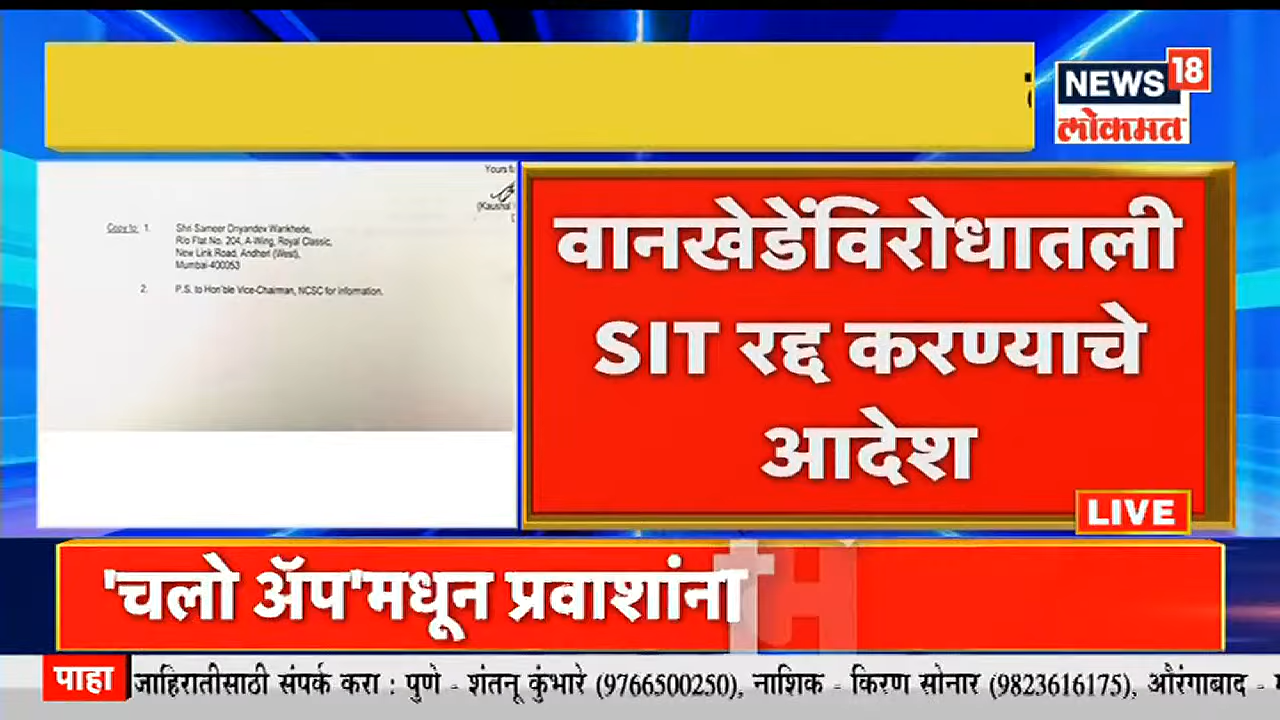 NEWS 18
लोकमत
Yours
(Kaushal
Copy to: 1. Shri Sameer Dnyandev Wankhede,
R/o Flat No. 204, A-Wing, Royal Classic,
New Link Road, Andheri (West),
Mumbai-400053
2. P.S. to Hon'ble Vice-Chairman, NCSC for information.
वानखेडेंविरोधातली
SIT रद्द करण्याचे
आदेश
LIVE
'चलो ॲप'मधून प्रवाशांना
पाहा जाहिरातीसाठी संपर्क करा : पुणे - शंतनू कुंभारे (9766500250), नाशिक - किरण सोनार (9823616175), औरंगाबाद -